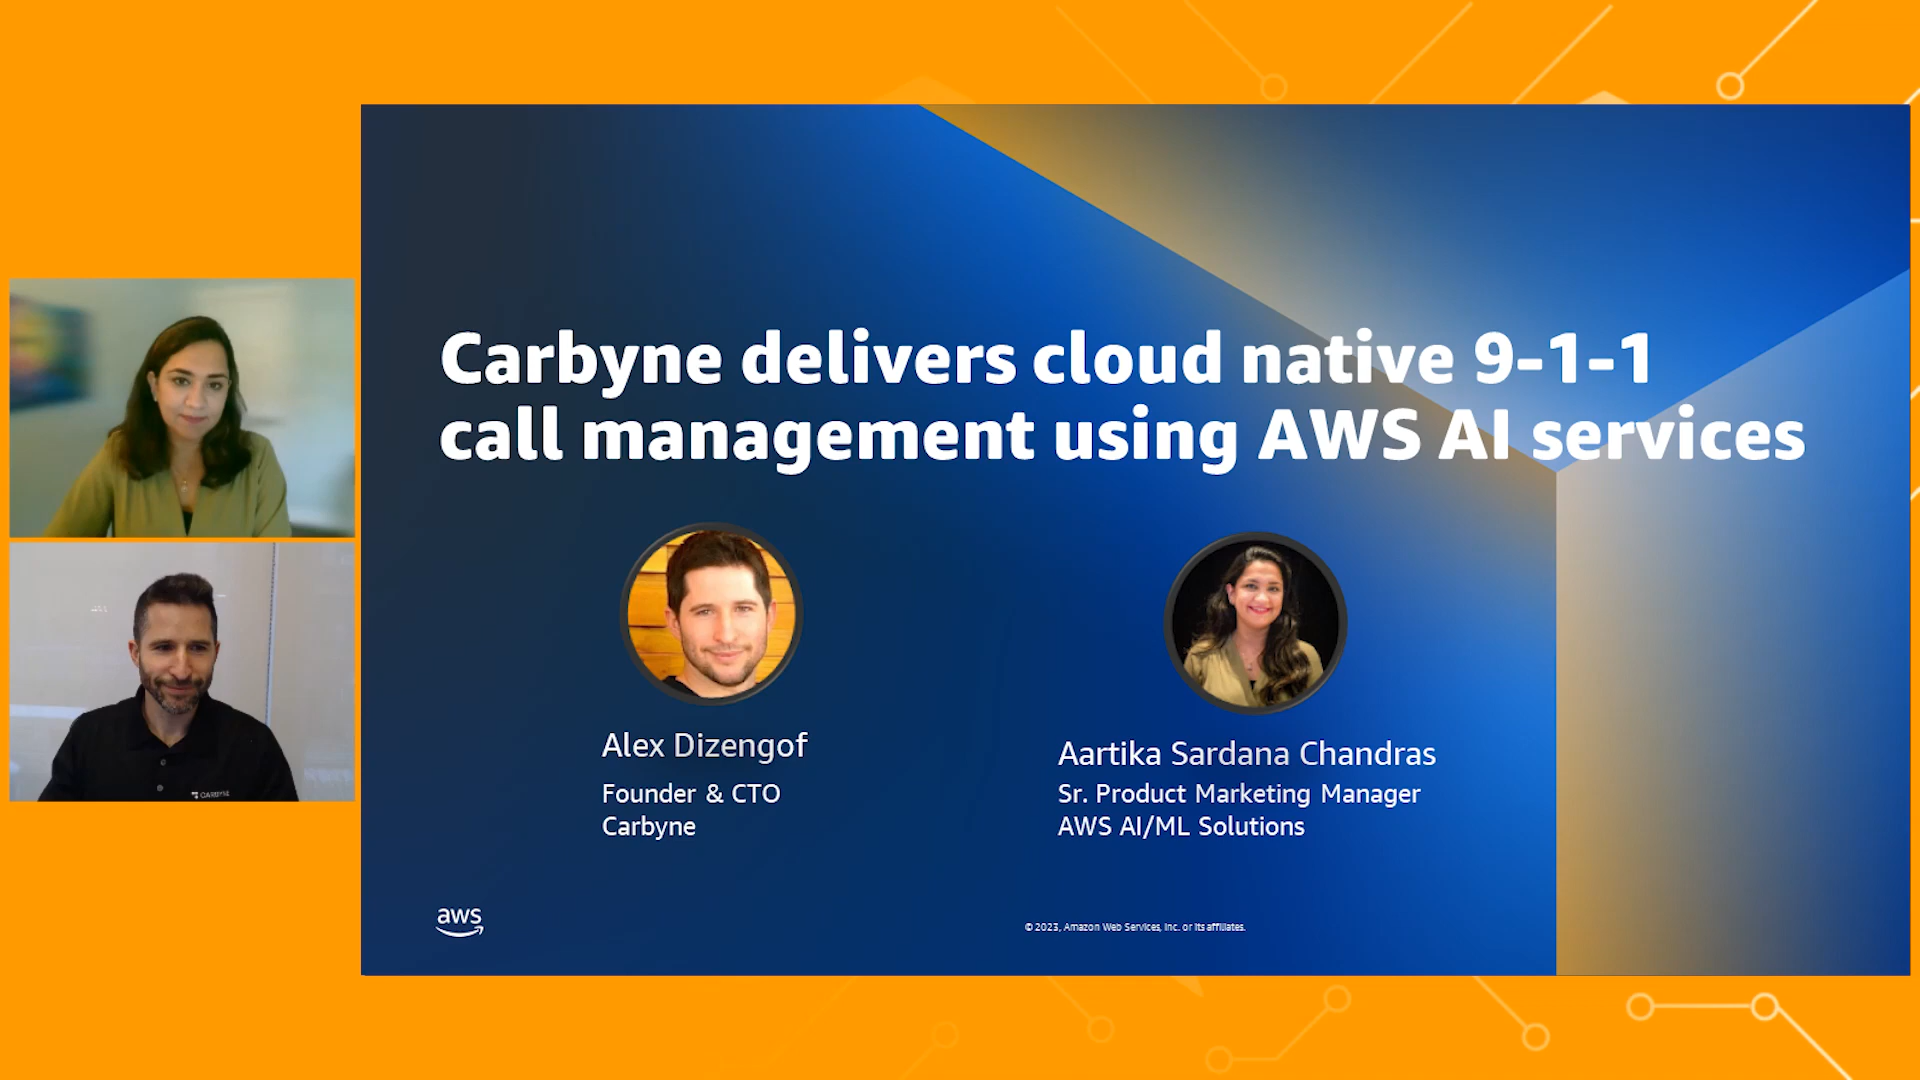 Carbyne delivers cloud native 9-1-1
call management using AWS AI services
Alex Dizengof
Founder & CTO
Carbyne
Aartika Sardana Chandras
Sr. Product Marketing Manager
AWS AI/ML Solutions
CARBYNE
aws
© 2023, Amazon Web Services, Inc. or its affiliates.